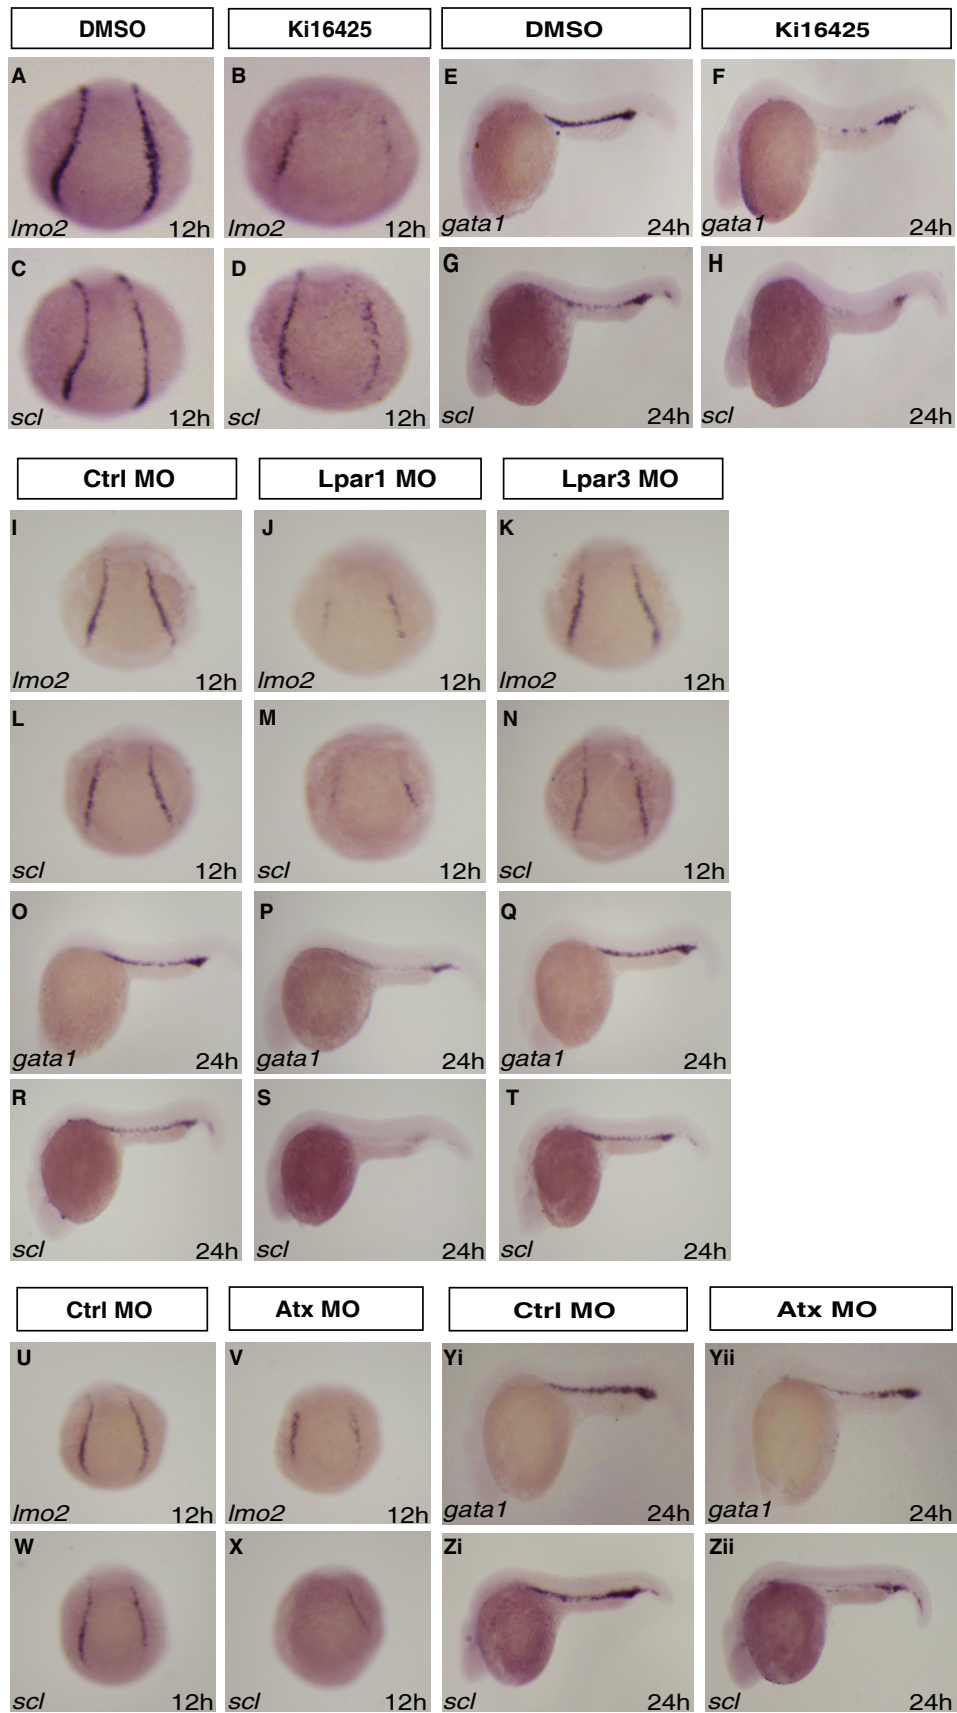 DMSO
Ki16425
DMSO
Ki16425
A
lmo2
12h
B
lmo2
12h
E
gata1
24h
F
gata1
24h
C
scl
12h
D
scl
12h
G
scl
24h
H
scl
24h
Ctrl MO
Lpar1 MO
Lpar3 MO
I
lmo2
12h
J
lmo2
12h
K
lmo2
12h
L
scl
12h
M
scl
12h
N
scl
12h
O
gata1
24h
P
gata1
24h
Q
gata1
24h
R
scl
24h
S
scl
24h
T
scl
24h
Ctrl MO
Atx MO
Ctrl MO
Atx MO
U
lmo2
12h
V
lmo2
12h
Yi
gata1
24h
Yii
gata1
24h
W
scl
12h
X
scl
12h
Zi
scl
24h
Zii
scl
24h